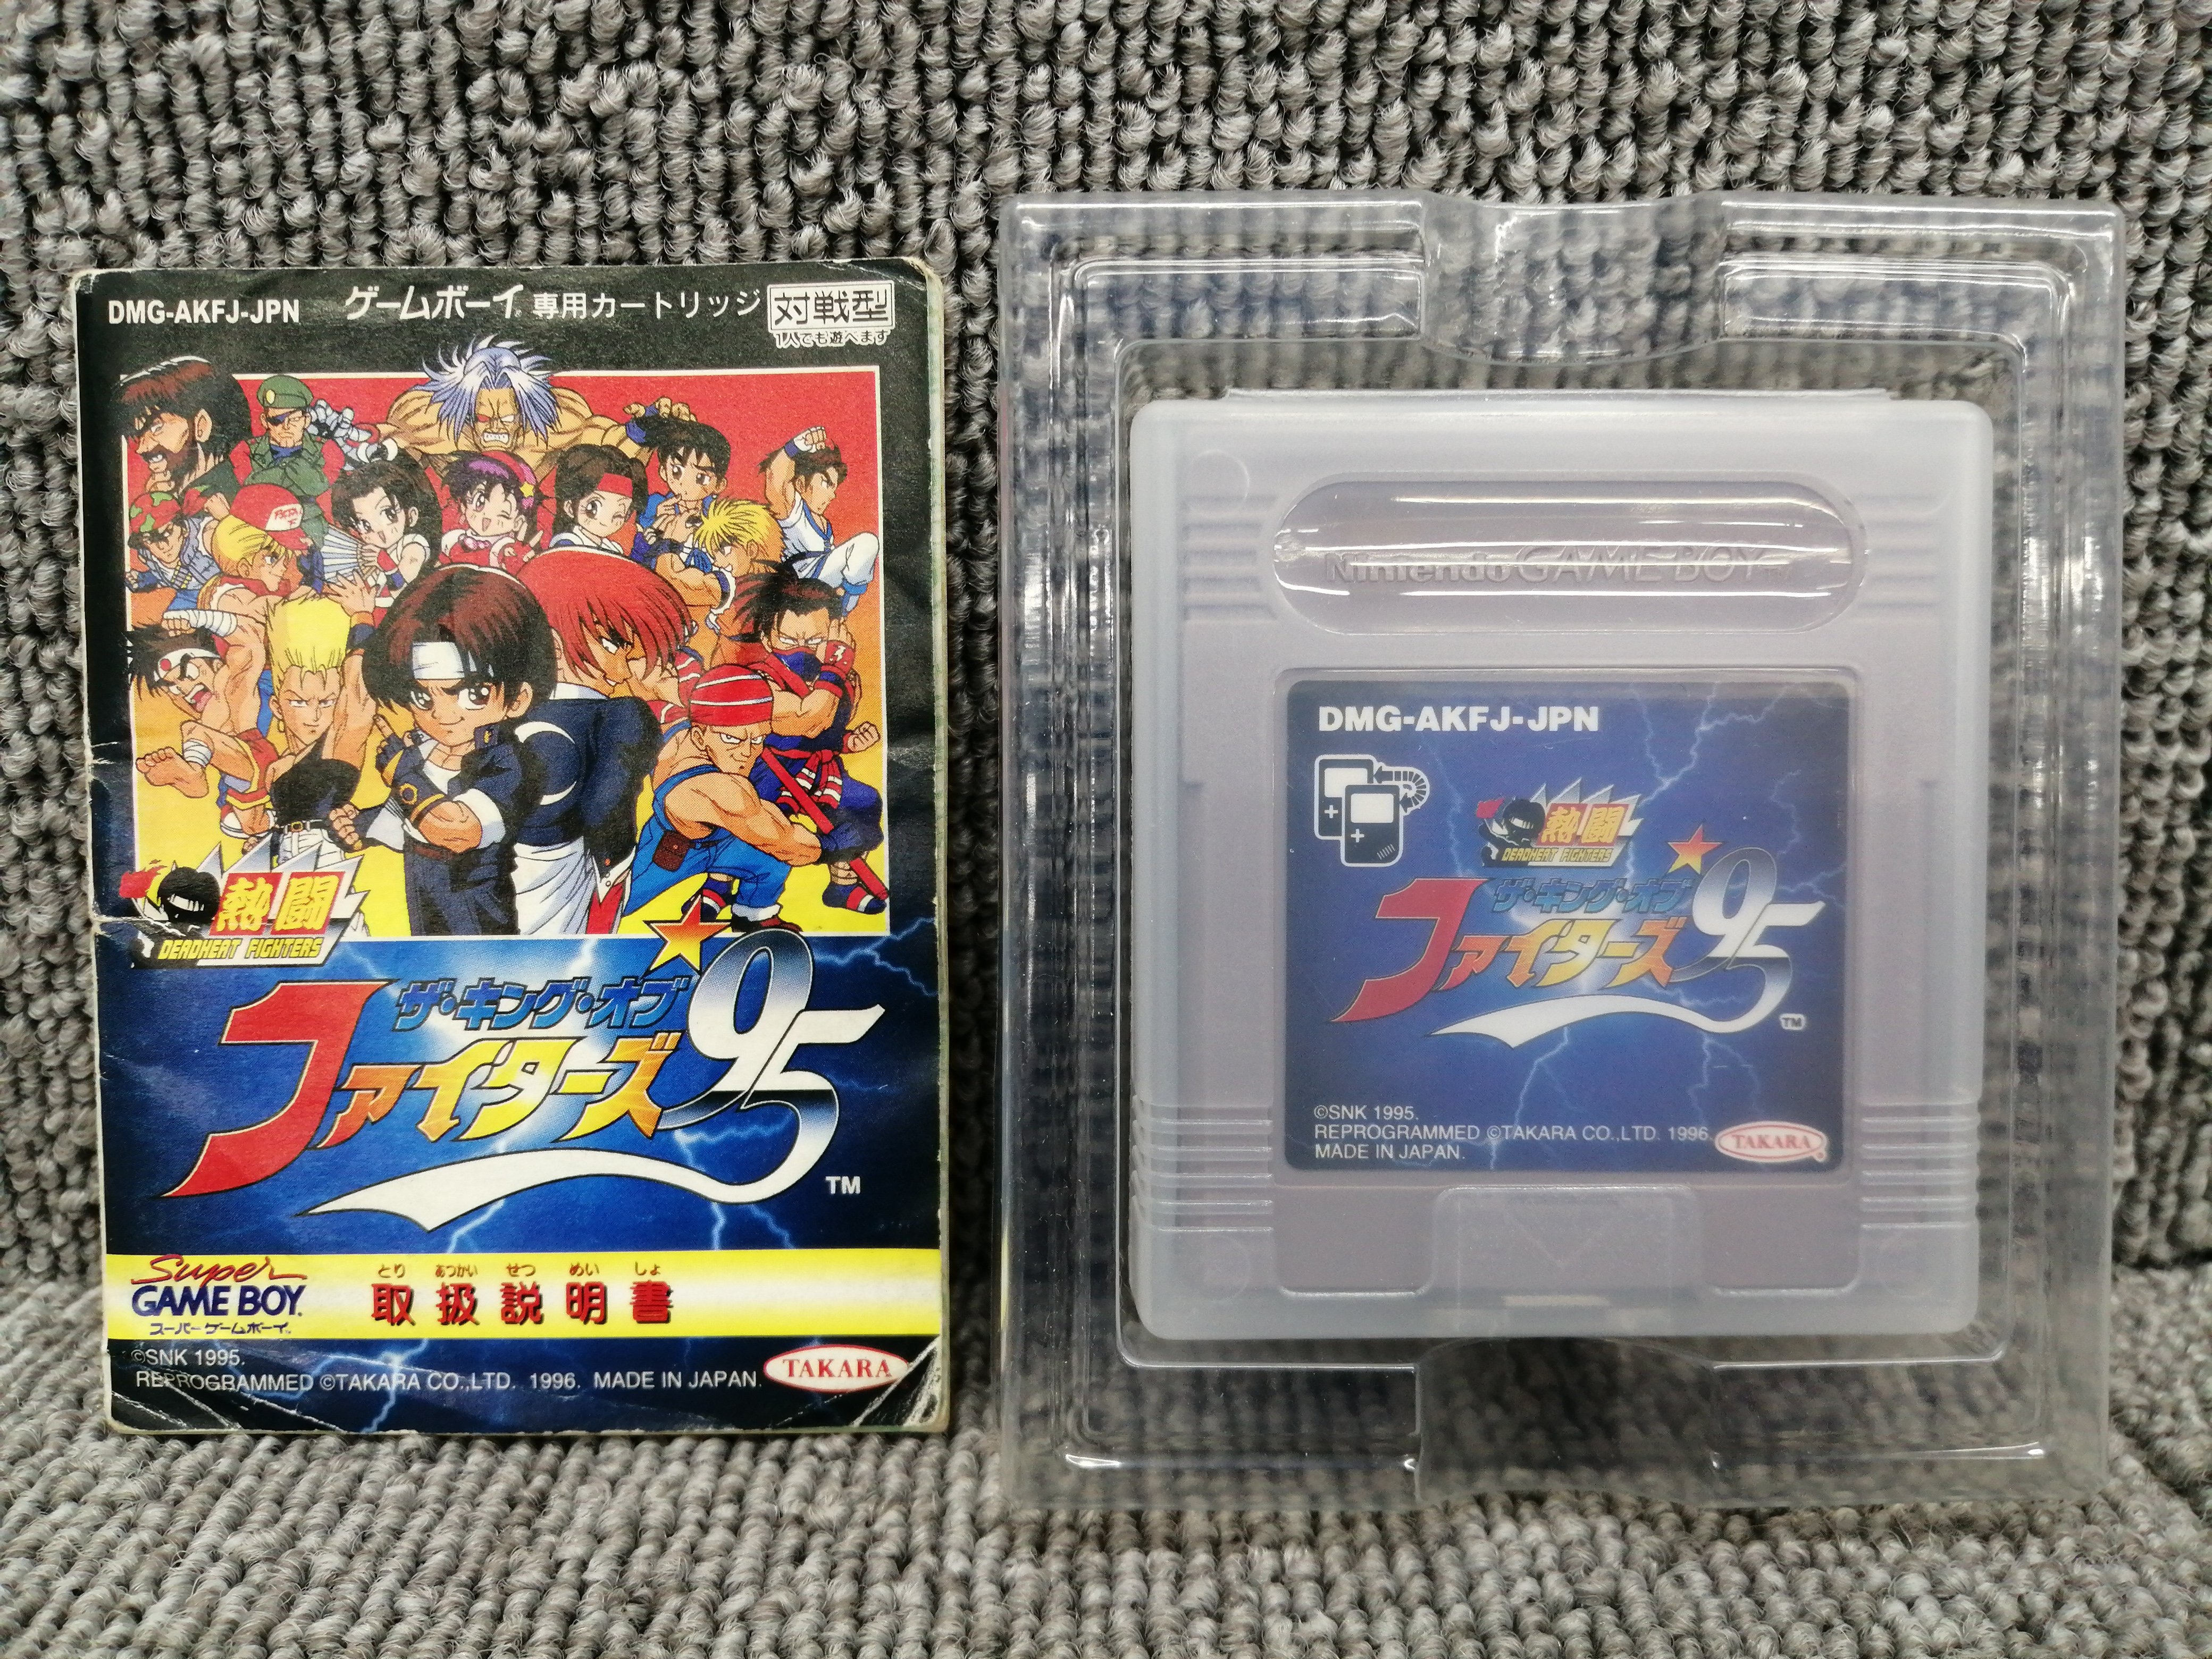 DMG-AKFJ-JPN ゲームボーイ 専用カートリッジ 対戦型
1人でも遊べます
熱闘
DEADHEAT FIGHTERS
ザ・キング・オブ
ファイターズ'95
TM
Super
GAME BOY
スーパーゲームボーイ
とり あつかい せつ めい しょ
取扱説明書
©SNK 1995.
REPROGRAMMED ©TAKARA CO.,LTD. 1996. MADE IN JAPAN.
TAKARA
Nintendo GAME BOY
DMG-AKFJ-JPN
熱闘
DEADHEAT FIGHTERS
ザ・キング・オブ
ファイターズ'95
TM
©SNK 1995.
REPROGRAMMED ©TAKARA CO.,LTD. 1996.
MADE IN JAPAN.
TAKARA